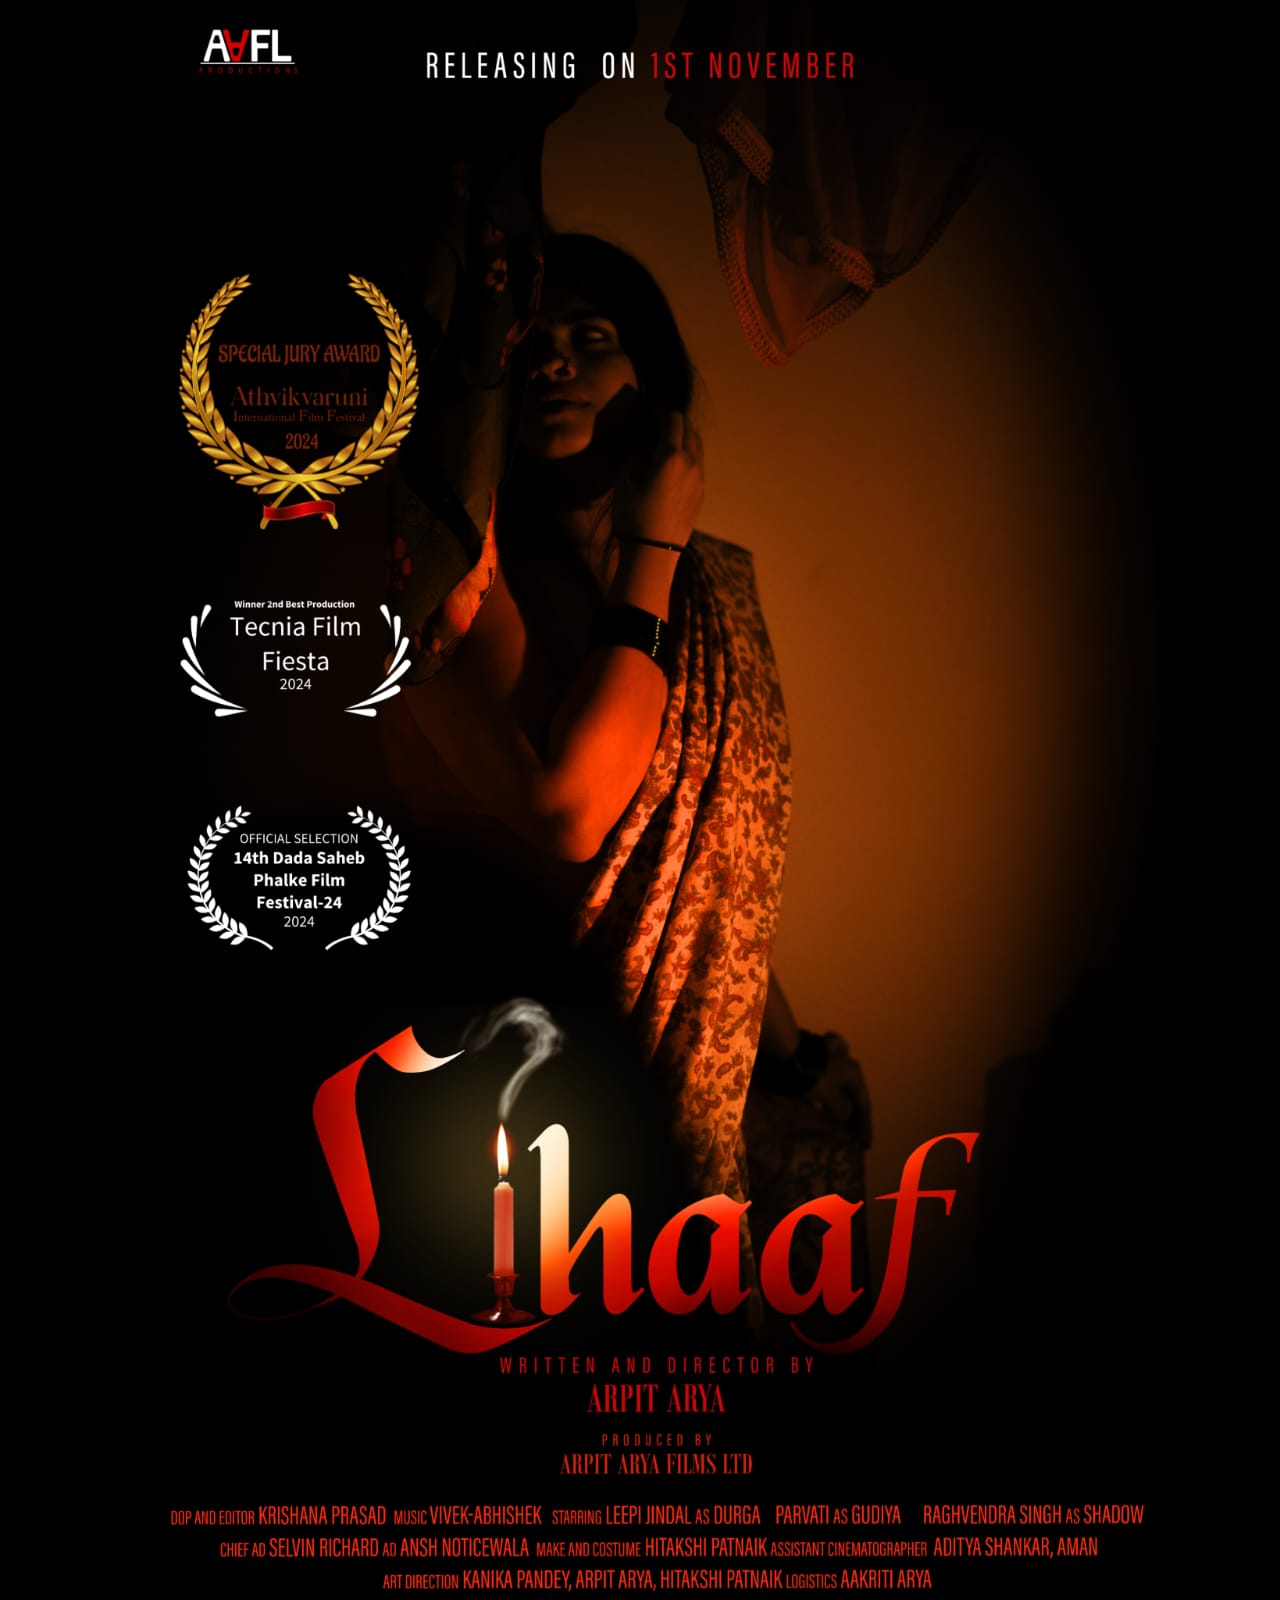 AAFL
PRODUCTIONS
RELEASING ON 1ST NOVEMBER
SPECIAL JURY AWARD
Athvikvaruni
International Film Festival
2024
Winner 2nd Best Production
Tecnia Film
Fiesta
2024
OFFICIAL SELECTION
14th Dada Saheb
Phalke Film
Festival-24
2024
Lihaaf
WRITTEN AND DIRECTOR BY
ARPIT ARYA
PRODUCED BY
ARPIT ARYA FILMS LTD
DOP AND EDITOR KRISHANA PRASAD MUSIC VIVEK-ABHISHEK STARRING LEEPI JINDAL AS DURGA PARVATI AS GUDIYA RAGHVENDRA SINGH AS SHADOW
CHIEF AD SELVIN RICHARD AD ANSH NOTICEWALA MAKE AND COSTUME HITAKSHI PATNAIK ASSISTANT CINEMATOGRAPHER ADITYA SHANKAR, AMAN
ART DIRECTION KANIKA PANDEY, ARPIT ARYA, HITAKSHI PATNAIK LOGISTICS AAKRITI ARYA